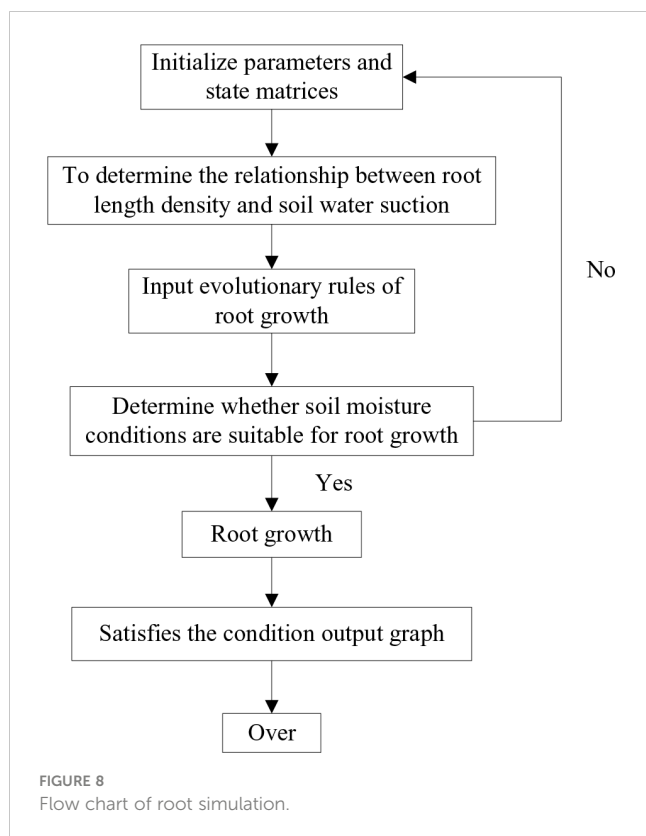 Initialize parameters and
state matrices
To determine the relationship between root
length density and soil water suction
Input evolutionary rules of
root growth
No
Determine whether soil moisture
conditions are suitable for root growth
Yes
Root growth
Satisfies the condition output graph
Over
FIGURE 8
Flow chart of root simulation.